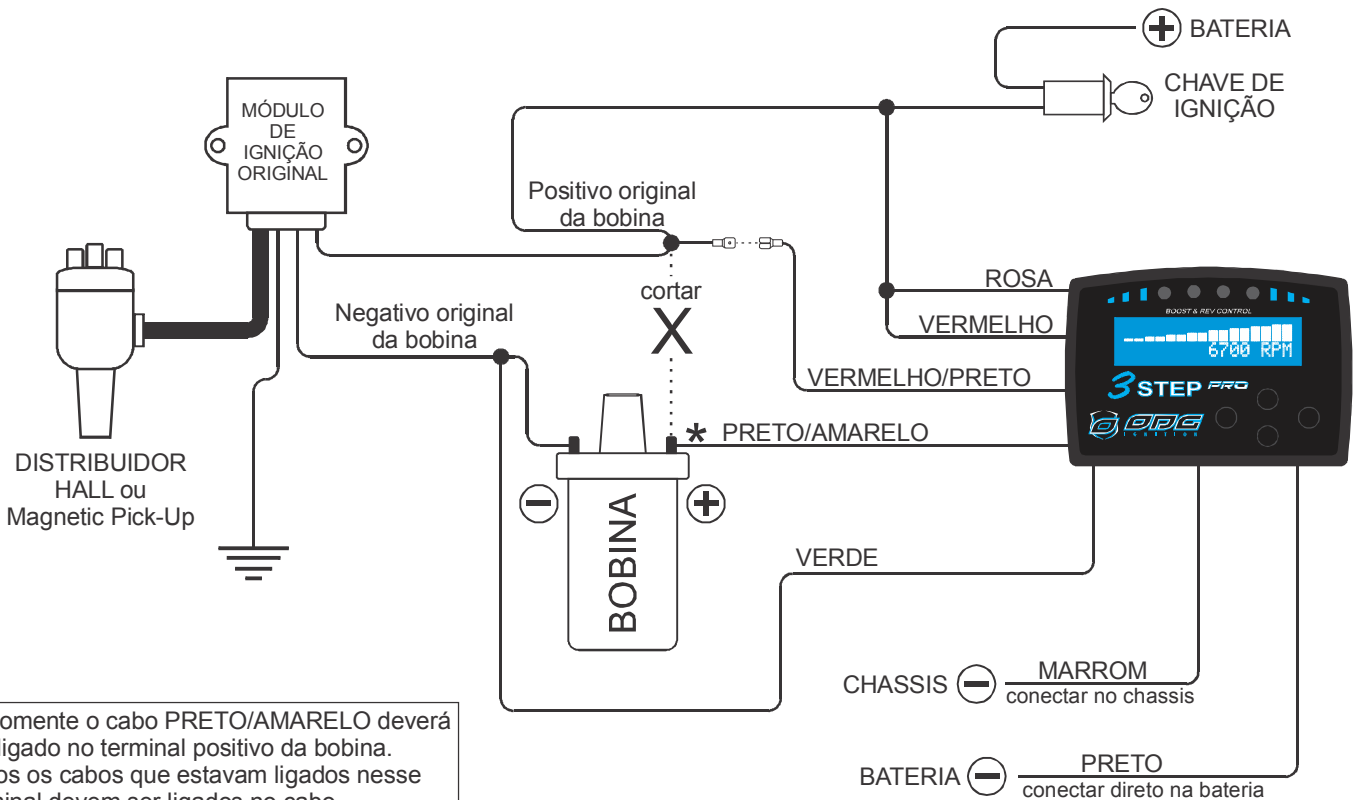 BATERIA
CHAVE DE
IGNIÇÃO
MÓDULO
DE
IGNIÇÃO
ORIGINAL
Positivo original
da bobina
cortar
X
Negativo original
da bobina
DISTRIBUIDOR
HALL ou
Magnetic Pick-Up
ROSA
VERMELHO
VERMELHO/PRETO
* PRETO/AMARELO
BOOST & REV CONTROL
6700 RPM
3 STEP PRO
ODG
IGNITION
BOBINA
VERDE
CHASSIS
MARROM
conectar no chassis
BATERIA
PRETO
conectar direto na bateria
omente o cabo PRETO/AMARELO deverá
ligado no terminal positivo da bobina.
os os cabos que estavam ligados nesse